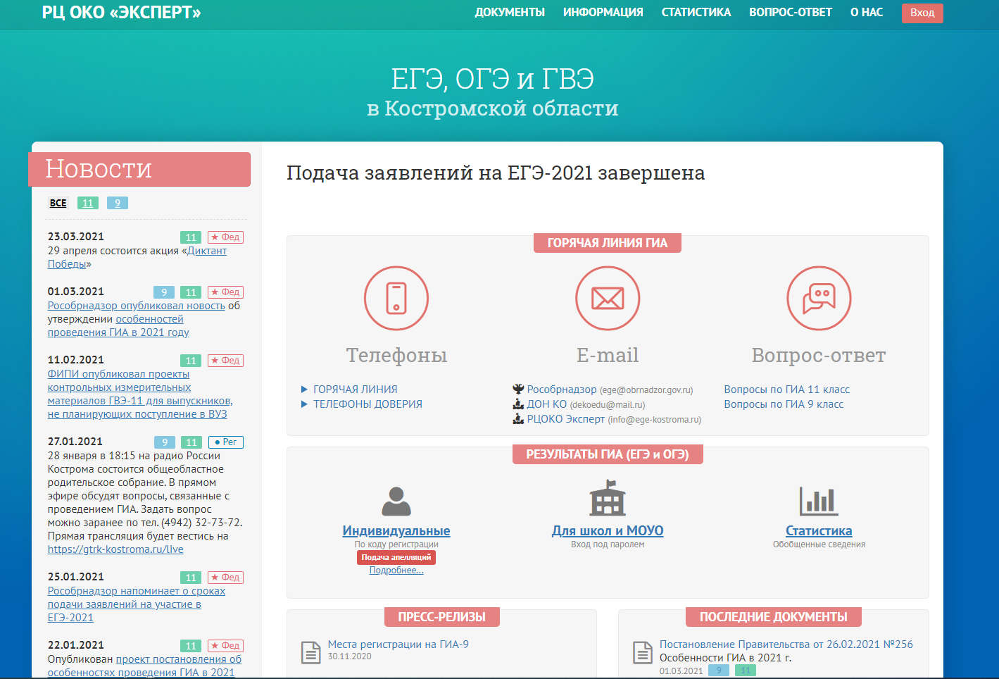 РЦ ОКО «ЭКСПЕРТ»
ДОКУМЕНТЫ ИНФОРМАЦИЯ СТАТИСТИКА ВОПРОС-ОТВЕТ О НАС Вход
ЕГЭ, ОГЭ и ГВЭ
в Костромской области
Новости
ВСЕ 11 9
23.03.2021 11 ★ Фед
29 апреля состоится акция «Диктант
Победы»
01.03.2021 9 11 ★ Фед
Рособрнадзор опубликовал новость об
утверждении особенностей
проведения ГИА в 2021 году
11.02.2021 11 ★ Фед
ФИПИ опубликовал проекты
контрольных измерительных
материалов ГВЭ-11 для выпускников,
не планирующих поступление в ВУЗ
27.01.2021 9 11 ● Рег
28 января в 18:15 на радио России
Кострома состоится общеобластное
родительское собрание. В прямом
эфире обсудят вопросы, связанные с
проведением ГИА. Задать вопрос
можно заранее по тел. (4942) 32-73-72.
Прямая трансляция будет вестись на
https://gtrk-kostroma.ru/live
25.01.2021 11 ★ Фед
Рособрнадзор напоминает о сроках
подачи заявлений на участие в
ЕГЭ-2021
22.01.2021 11 ★ Фед
Опубликован проект постановления об
особенностях проведения ГИА в 2021
Подача заявлений на ЕГЭ-2021 завершена
ГОРЯЧАЯ ЛИНИЯ ГИА
Телефоны
ГОРЯЧАЯ ЛИНИЯ
ТЕЛЕФОНЫ ДОВЕРИЯ
E-mail
Рособрнадзор (ege@obrnadzor.gov.ru)
ДОН КО (dekoedu@mail.ru)
РЦОКО Эксперт (info@ege-kostroma.ru)
Вопрос-ответ
Вопросы по ГИА 11 класс
Вопросы по ГИА 9 класс
РЕЗУЛЬТАТЫ ГИА (ЕГЭ и ОГЭ)
Индивидуальные
По коду регистрации
Подача апелляций
Подробнее...
Для школ и МОУО
Вход под паролем
Статистика
Обобщенные сведения
ПРЕСС-РЕЛИЗЫ
Места регистрации на ГИА-9
30.11.2020
ПОСЛЕДНИЕ ДОКУМЕНТЫ
Постановление Правительства от 26.02.2021 №256
Особенности ГИА в 2021 г.
01.03.2021 9 11